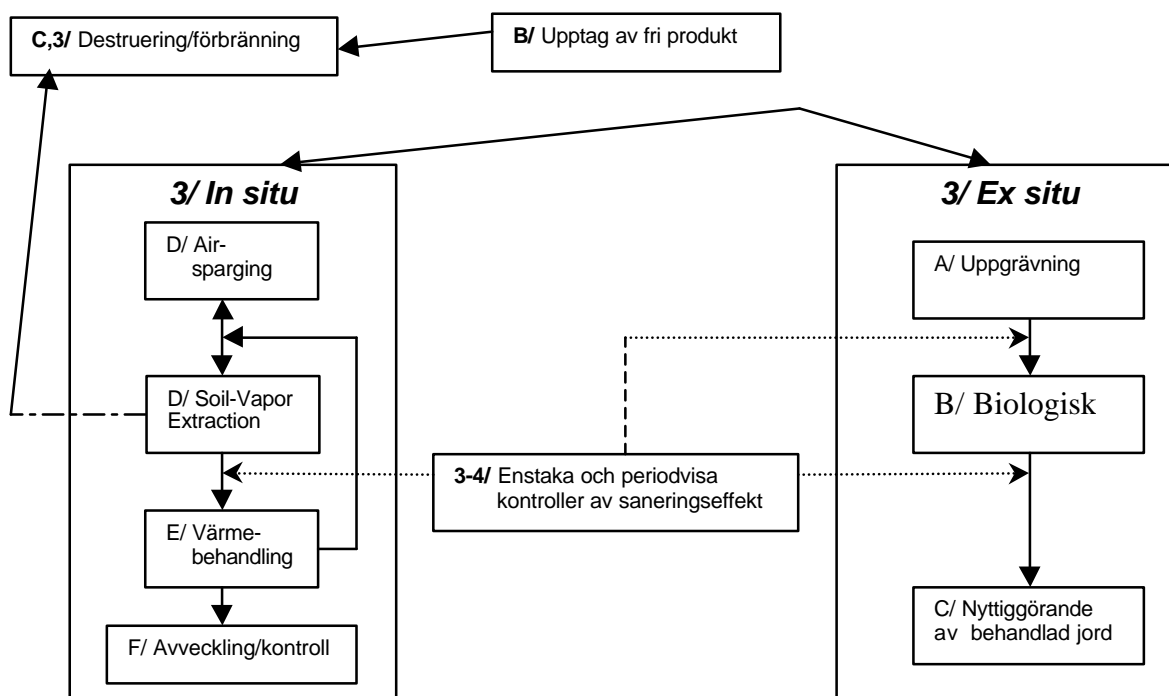 C,3/ Destruering/förbränning
B/ Upptag av fri produkt
3/ In situ
D/ Air-
sparging
D/ Soil-Vapor
Extraction
E/ Värme-
behandling
F/ Avveckling/kontroll
3-4/ Enstaka och periodvisa
kontroller av saneringseffekt
3/ Ex situ
A/ Uppgrävning
B/ Biologisk
C/ Nyttiggörande
av behandlad jord